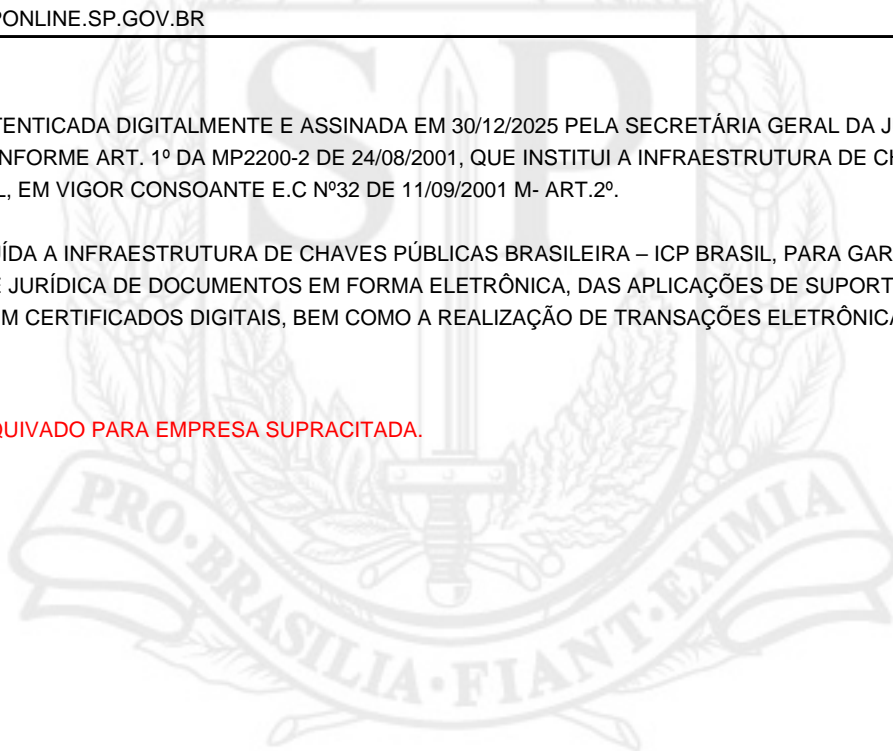 PONLINE.SP.GOV.BR
TENTICADA DIGITALMENTE E ASSINADA EM 30/12/2025 PELA SECRETÁRIA GERAL DA J
NFORME ART. 1º DA MP2200-2 DE 24/08/2001, QUE INSTITUI A INFRAESTRUTURA DE CH
L, EM VIGOR CONSOANTE E.C Nº32 DE 11/09/2001 M- ART.2º.
UÍDA A INFRAESTRUTURA DE CHAVES PÚBLICAS BRASILEIRA – ICP BRASIL, PARA GAR
E JURÍDICA DE DOCUMENTOS EM FORMA ELETRÔNICA, DAS APLICAÇÕES DE SUPORT
M CERTIFICADOS DIGITAIS, BEM COMO A REALIZAÇÃO DE TRANSAÇÕES ELETRÔNICA
QUIVADO PARA EMPRESA SUPRACITADA.
SP
PRO·BRASILIA·FIANT·EXIMIA